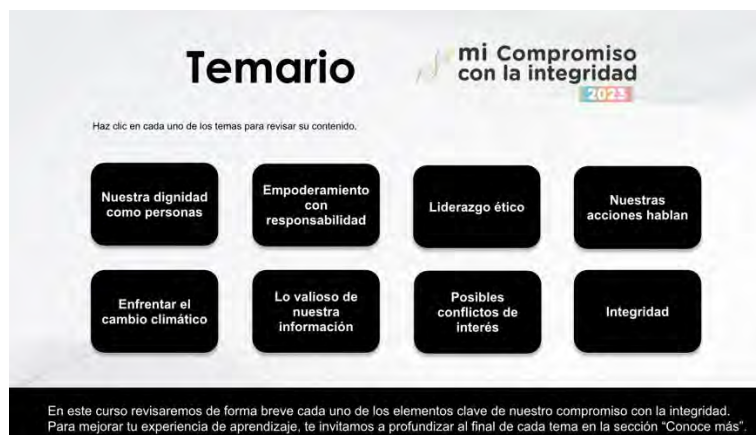 Temario
mi Compromiso
con la integridad
2023
Haz clic en cada uno de los temas para revisar su contenido.
Nuestra dignidad
como personas
Empoderamiento
con
responsabilidad
Liderazgo ético
Nuestras
acciones hablan
Enfrentar el
cambio climático
Lo valioso de
nuestra
información
Posibles
conflictos de
interés
Integridad
En este curso revisaremos de forma breve cada uno de los elementos clave de nuestro compromiso con la integridad.
Para mejorar tu experiencia de aprendizaje, te invitamos a profundizar al final de cada tema en la sección “Conoce más”.